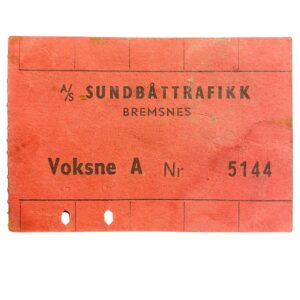 A/S SUNDBÅTTRAFIKK
BREMSNES
Voksne A Nr 5144